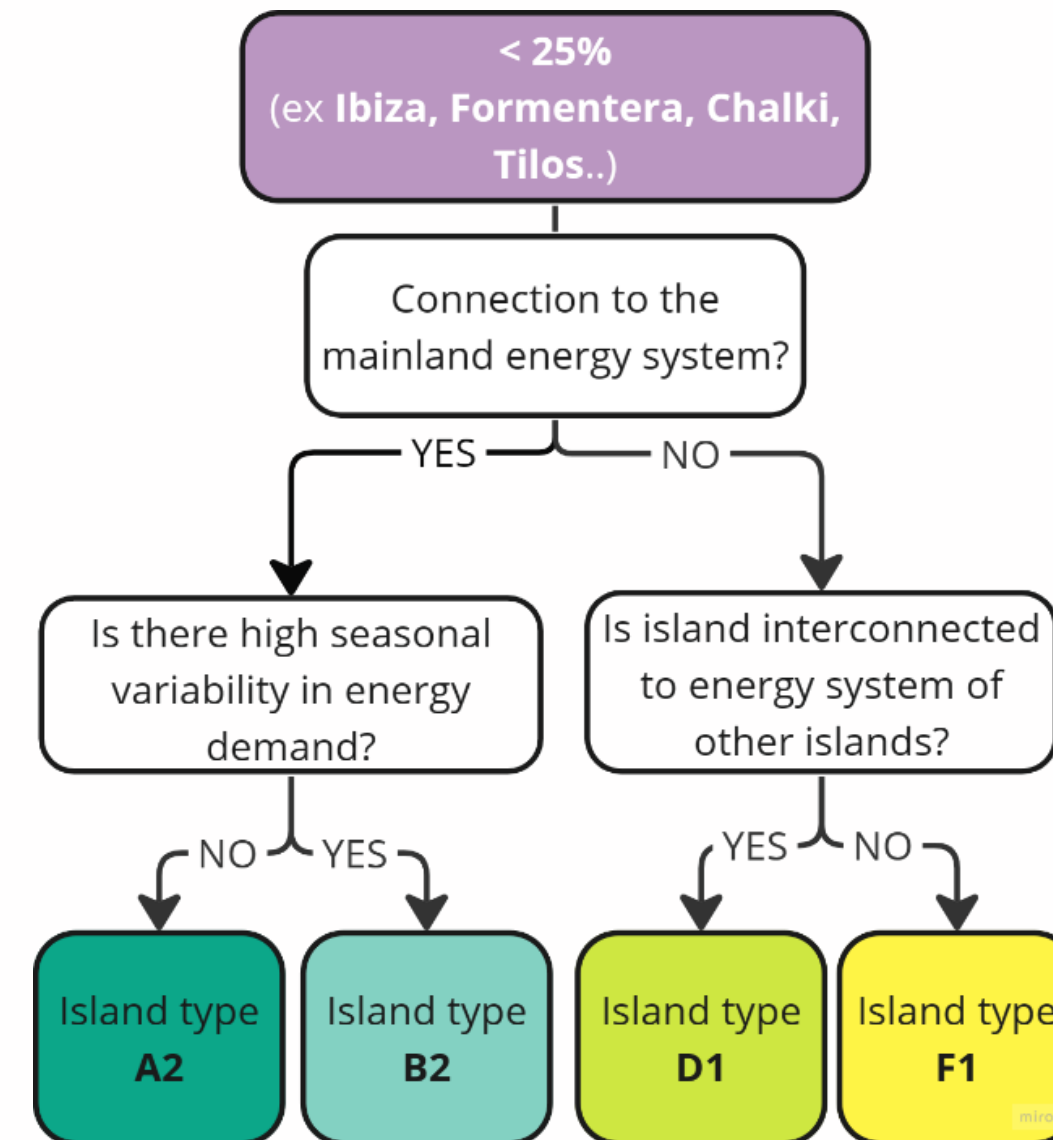 < 25%
(ex Ibiza, Formentera, Chalki,
Tilos..)
Connection to the
mainland energy system?
YES
NO
Is there high seasonal
variability in energy
demand?
Is island interconnected
to energy system of
other islands?
NO
YES
YES
NO
Island type
A2
Island type
B2
Island type
D1
Island type
F1
miro